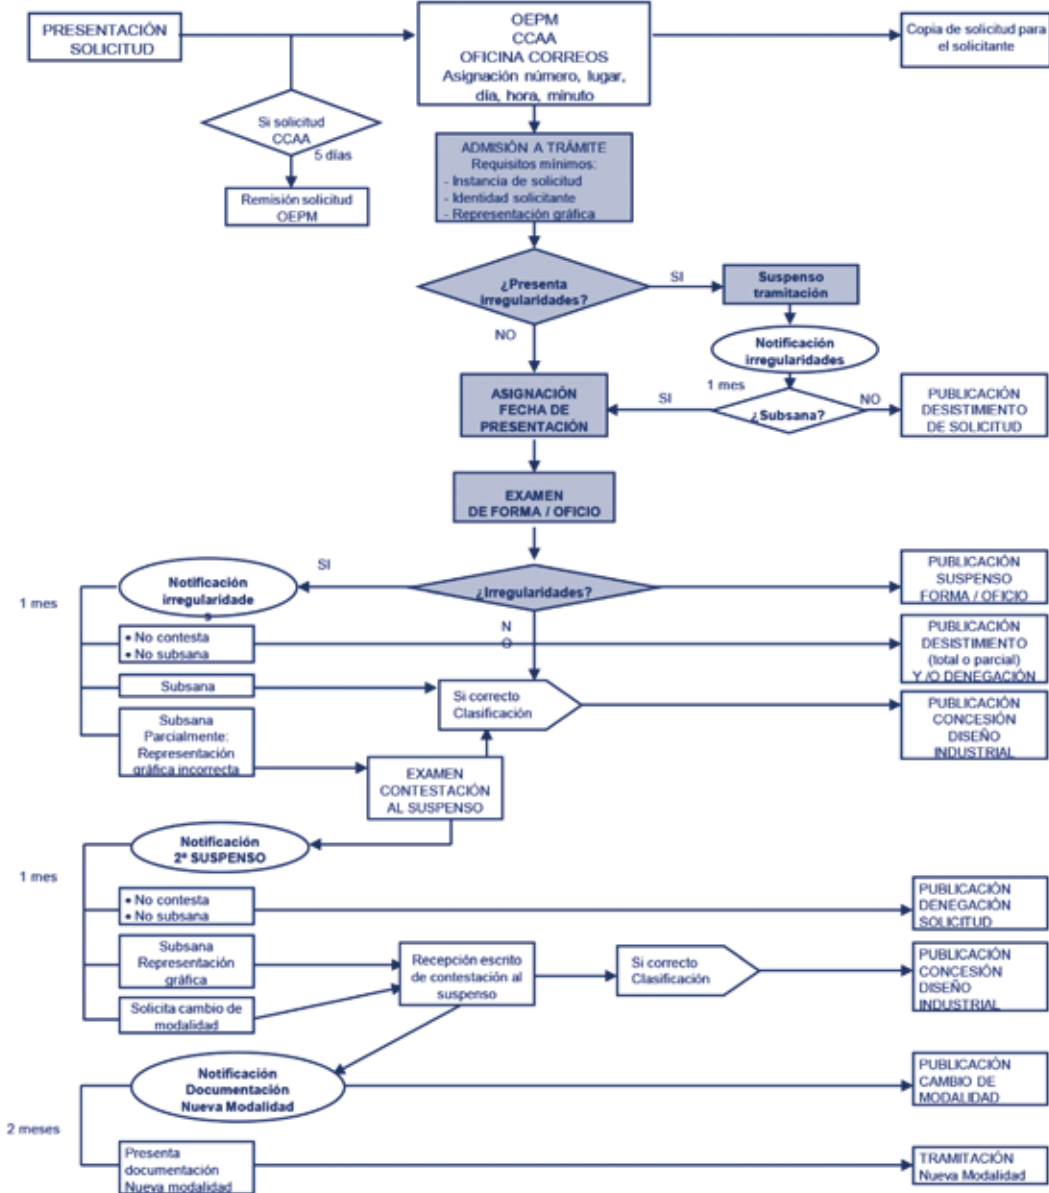 PRESENTACIÓN
SOLICITUD
OEPM
CCAA
OFICINA CORREOS
Asignación número, lugar,
día, hora, minuto
Copia de solicitud para
el solicitante
Si solicitud
CCAA
5 días
Remisión solicitud
OEPM
ADMISIÓN A TRÁMITE
Requisitos mínimos:
- Instancia de solicitud
- Identidad solicitante
- Representación gráfica
¿Presenta
irregularidades?
SI
Suspenso
tramitación
NO
Notificación
irregularidades
1 mes
ASIGNACIÓN
FECHA DE
PRESENTACIÓN
SI
¿Subsana?
NO
PUBLICACIÓN
DESISTIMIENTO
DE SOLICITUD
EXAMEN
DE FORMA / OFICIO
SI
Notificación
irregularidade
s
¿Irregularidades?
PUBLICACIÓN
SUSPENSO
FORMA / OFICIO
1 mes
N
O
• No contesta
• No subsana
PUBLICACIÓN
DESISTIMIENTO
(total o parcial)
Y /O DENEGACIÓN
Subsana
Si correcto
Clasificación
PUBLICACIÓN
CONCESIÓN
DISEÑO
INDUSTRIAL
Subsana
Parcialmente:
Representación
gráfica incorrecta
EXAMEN
CONTESTACIÓN
AL SUSPENSO
Notificación
2º SUSPENSO
1 mes
• No contesta
• No subsana
PUBLICACIÓN
DENEGACIÓN
SOLICITUD
Subsana
Representación
gráfica
Recepción escrito
de contestación al
suspenso
Si correcto
Clasificación
PUBLICACIÓN
CONCESIÓN
DISEÑO
INDUSTRIAL
Solicita cambio de
modalidad
Notificación
Documentación
Nueva Modalidad
PUBLICACIÓN
CAMBIO DE
MODALIDAD
2 meses
Presenta
documentación
Nueva modalidad
TRAMITACIÓN
Nueva Modalidad